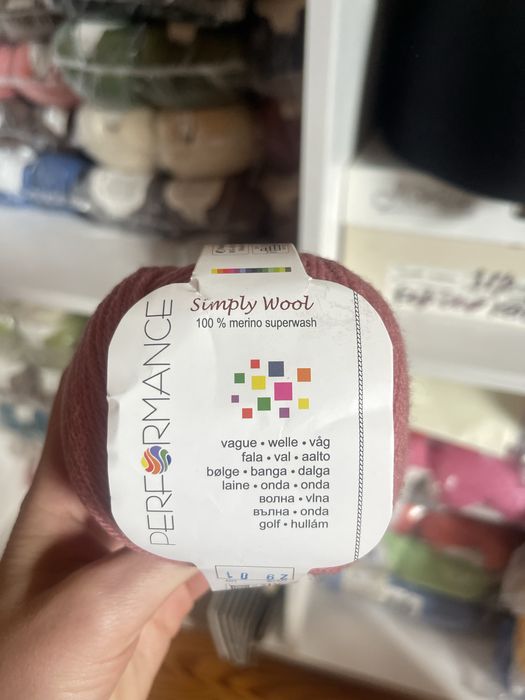 PERFORMANCE
Simply Wool
100 % merino superwash
vague • welle • våg
fala • val • aalto
bølge • banga • dalga
laine • onda • onda
волна • vlna
вълна • onda
golf • hullám